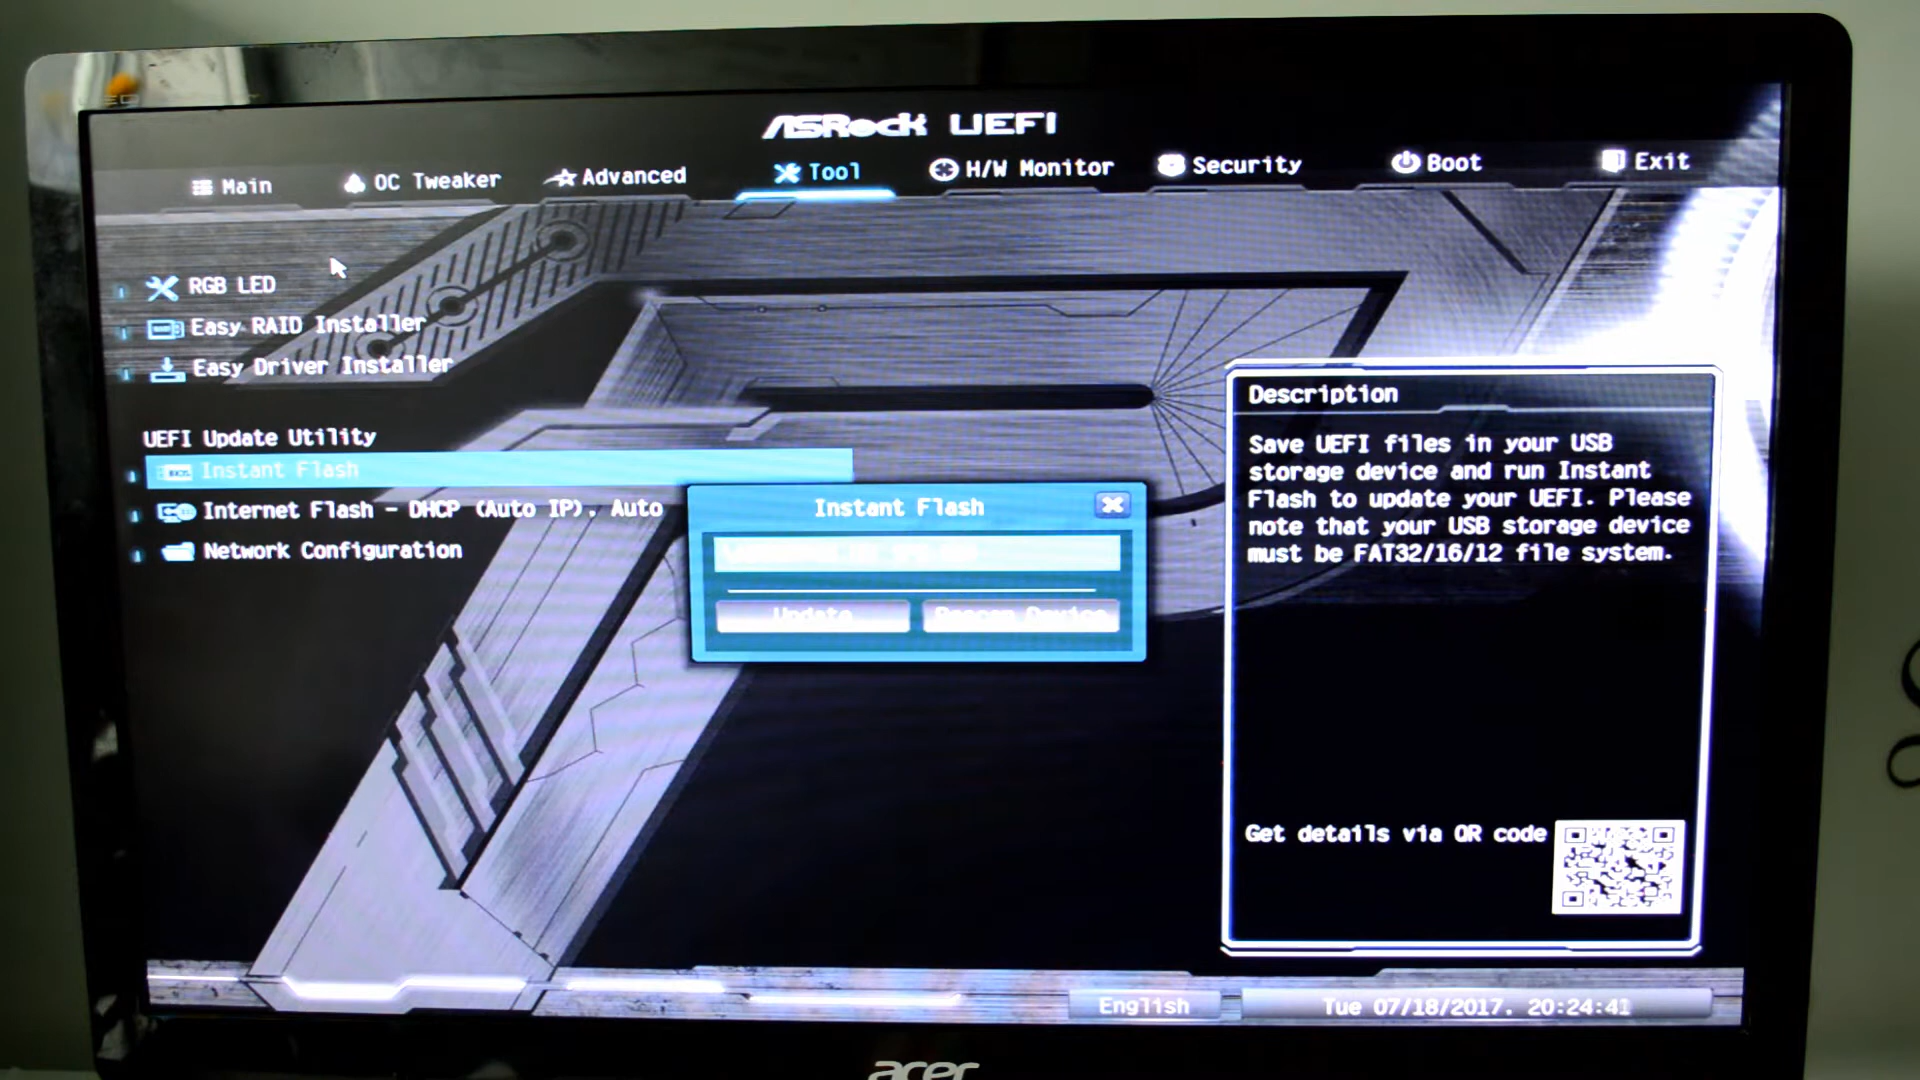 ASRock UEFI
Main
OC Tweaker
Advanced
Tool
H/W Monitor
Security
Boot
Exit
RGB LED
Easy RAID Installer
Easy Driver Installer
UEFI Update Utility
Instant Flash
Internet Flash - DHCP (Auto IP), Auto
Network Configuration
Instant Flash
Update
Rescan Device
Description
Save UEFI files in your USB
storage device and run Instant
Flash to update your UEFI. Please
note that your USB storage device
must be FAT32/16/12 file system.
Get details via QR code
English
Tue 07/18/2017, 20:24:41
acer